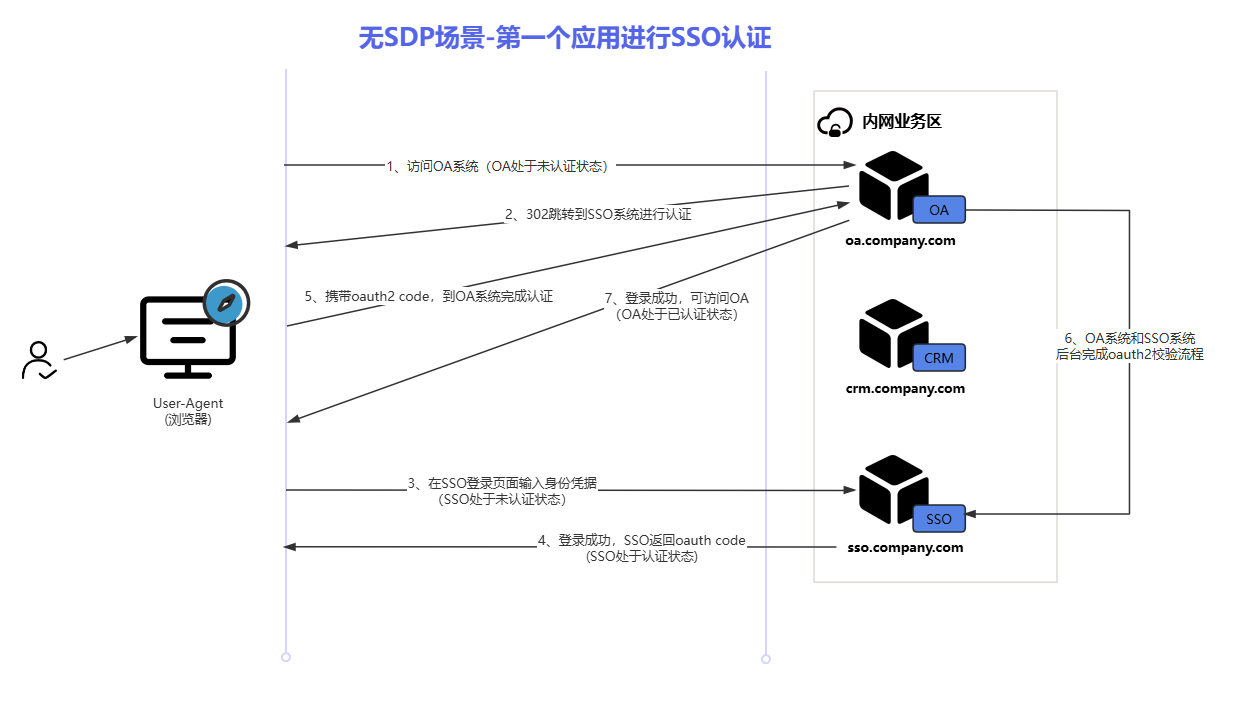 无SDP场景-第一个应用进行SSO认证
内网业务区
1、访问OA系统（OA处于未认证状态）
2、302跳转到SSO系统进行认证
OA
oa.company.com
5、携带oauth2 code，到OA系统完成认证
7、登录成功，可访问OA
（OA处于已认证状态）
6、OA系统和SSO系统
后台完成oauth2校验流程
CRM
crm.company.com
User-Agent
(浏览器)
3、在SSO登录页面输入身份凭据
（SSO处于未认证状态）
SSO
sso.company.com
4、登录成功，SSO返回oauth code
(SSO处于认证状态)